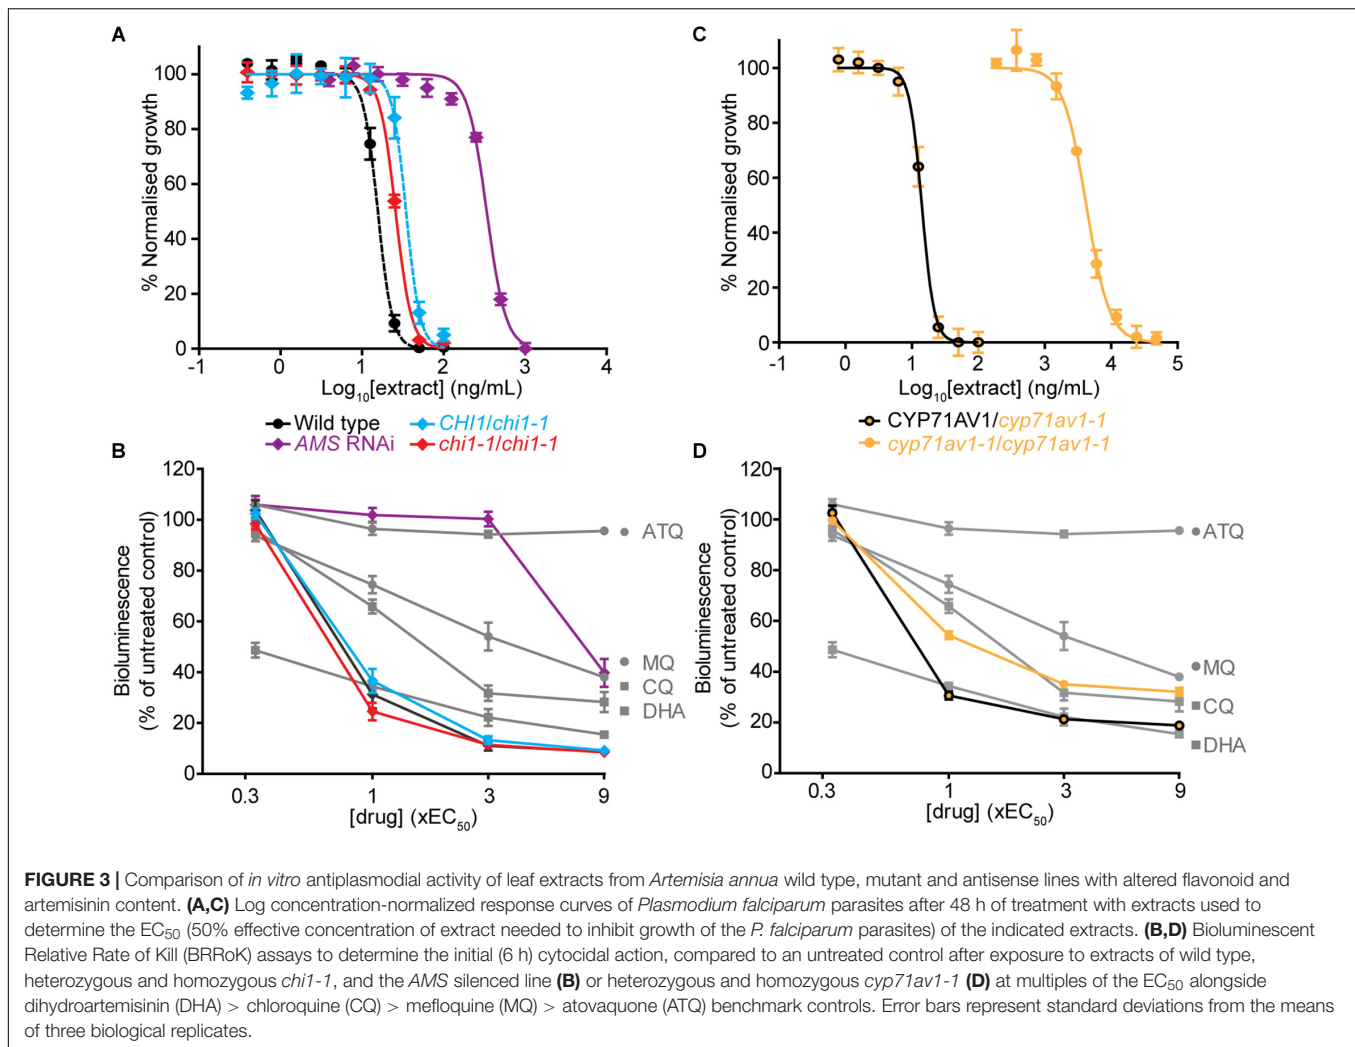 A
% Normalised growth
100
80
60
40
20
0
-1 0 1 2 3 4
Log10[extract] (ng/mL)
C
% Normalised growth
100
80
60
40
20
0
-1 0 1 2 3 4 5
Log10[extract] (ng/mL)
Wild type
CHI1/chi1-1
AMS RNAi
chi1-1/chi1-1
CYP71AV1/cyp71av1-1
cyp71av1-1/cyp71av1-1
B
Bioluminescence
(% of untreated control)
120
100
80
60
40
20
0
ATQ
MQ
CQ
DHA
0.3 1 3 9
[drug] (xEC50)
D
Bioluminescence
(% of untreated control)
120
100
80
60
40
20
0
ATQ
MQ
CQ
DHA
0.3 1 3 9
[drug] (xEC50)
FIGURE 3 | Comparison of in vitro antiplasmodial activity of leaf extracts from Artemisia annua wild type, mutant and antisense lines with altered flavonoid and
artemisinin content. (A,C) Log concentration-normalized response curves of Plasmodium falciparum parasites after 48 h of treatment with extracts used to
determine the EC50 (50% effective concentration of extract needed to inhibit growth of the P. falciparum parasites) of the indicated extracts. (B,D) Bioluminescent
Relative Rate of Kill (BRRoK) assays to determine the initial (6 h) cytocidal action, compared to an untreated control after exposure to extracts of wild type,
heterozygous and homozygous chi1-1, and the AMS silenced line (B) or heterozygous and homozygous cyp71av1-1 (D) at multiples of the EC50 alongside
dihydroartemisinin (DHA) > chloroquine (CQ) > mefloquine (MQ) > atovaquone (ATQ) benchmark controls. Error bars represent standard deviations from the means
of three biological replicates.